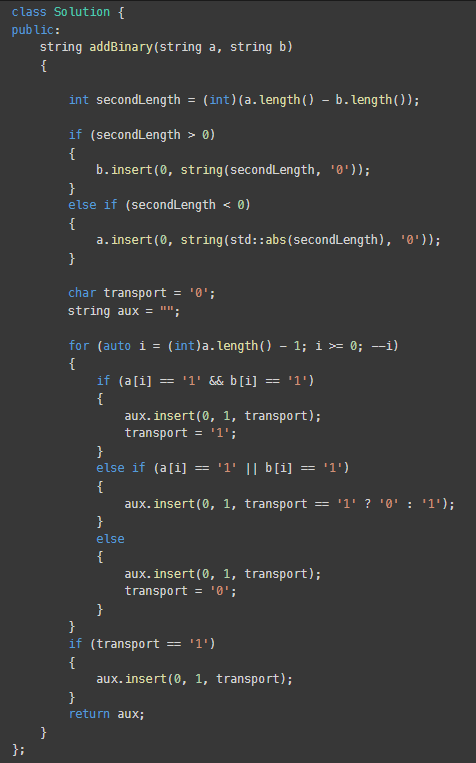 class Solution {
public:
    string addBinary(string a, string b)
    {

        int secondLength = (int)(a.length() - b.length());

        if (secondLength > 0)
        {
            b.insert(0, string(secondLength, '0'));
        }
        else if (secondLength < 0)
        {
            a.insert(0, string(std::abs(secondLength), '0'));
        }

        char transport = '0';
        string aux = "";

        for (auto i = (int)a.length() - 1; i >= 0; --i)
        {
            if (a[i] == '1' && b[i] == '1')
            {
                aux.insert(0, 1, transport);
                transport = '1';
            }
            else if (a[i] == '1' || b[i] == '1')
            {
                aux.insert(0, 1, transport == '1' ? '0' : '1');
            }
            else
            {
                aux.insert(0, 1, transport);
                transport = '0';
            }
        }
        if (transport == '1')
        {
            aux.insert(0, 1, transport);
        }
        return aux;
    }
};